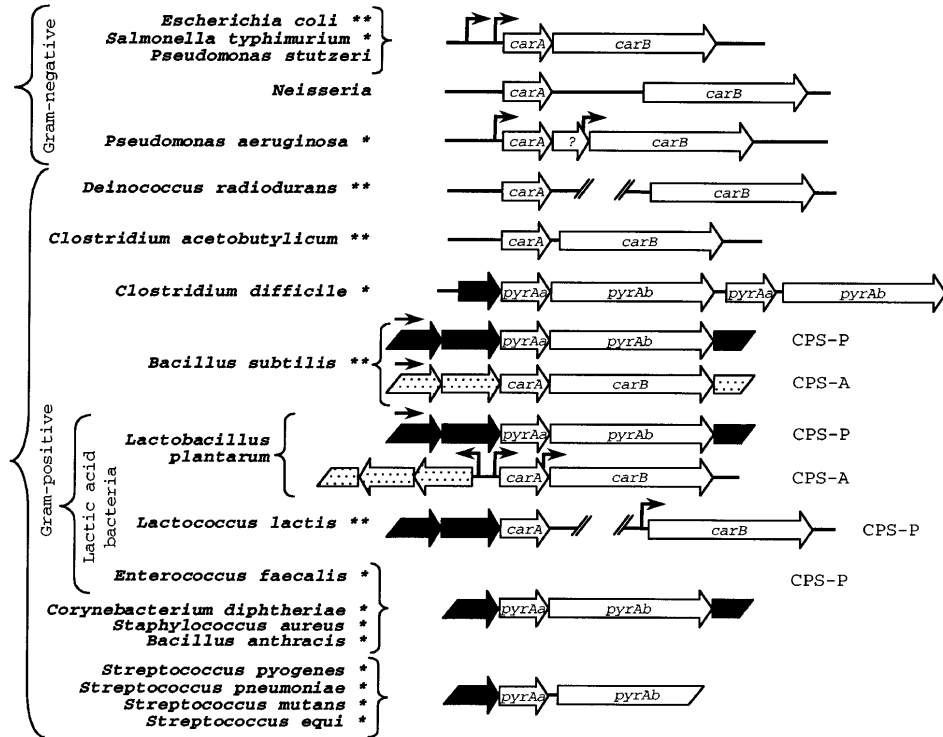 Gram-negative
Escherichia coli **
Salmonella typhimurium *
Pseudomonas stutzeri
carA carB
Neisseria
carA carB
Pseudomonas aeruginosa *
carA ? carB
Gram-positive
Deinococcus radiodurans **
carA carB
Clostridium acetobutylicum **
carA carB
Clostridium difficile *
pyrAa pyrAb pyrAa pyrAb
Bacillus subtilis **
pyrAa pyrAb CPS-P
carA carB CPS-A
Lactic acid
bacteria
Lactobacillus
plantarum
pyrAa pyrAb CPS-P
carA carB CPS-A
Lactococcus lactis **
carA carB CPS-P
Enterococcus faecalis * CPS-P
Corynebacterium diphtheriae *
Staphylococcus aureus *
Bacillus anthracis *
pyrAa pyrAb
Streptococcus pyogenes *
Streptococcus pneumoniae *
Streptococcus mutans *
Streptococcus equi *
pyrAa pyrAb